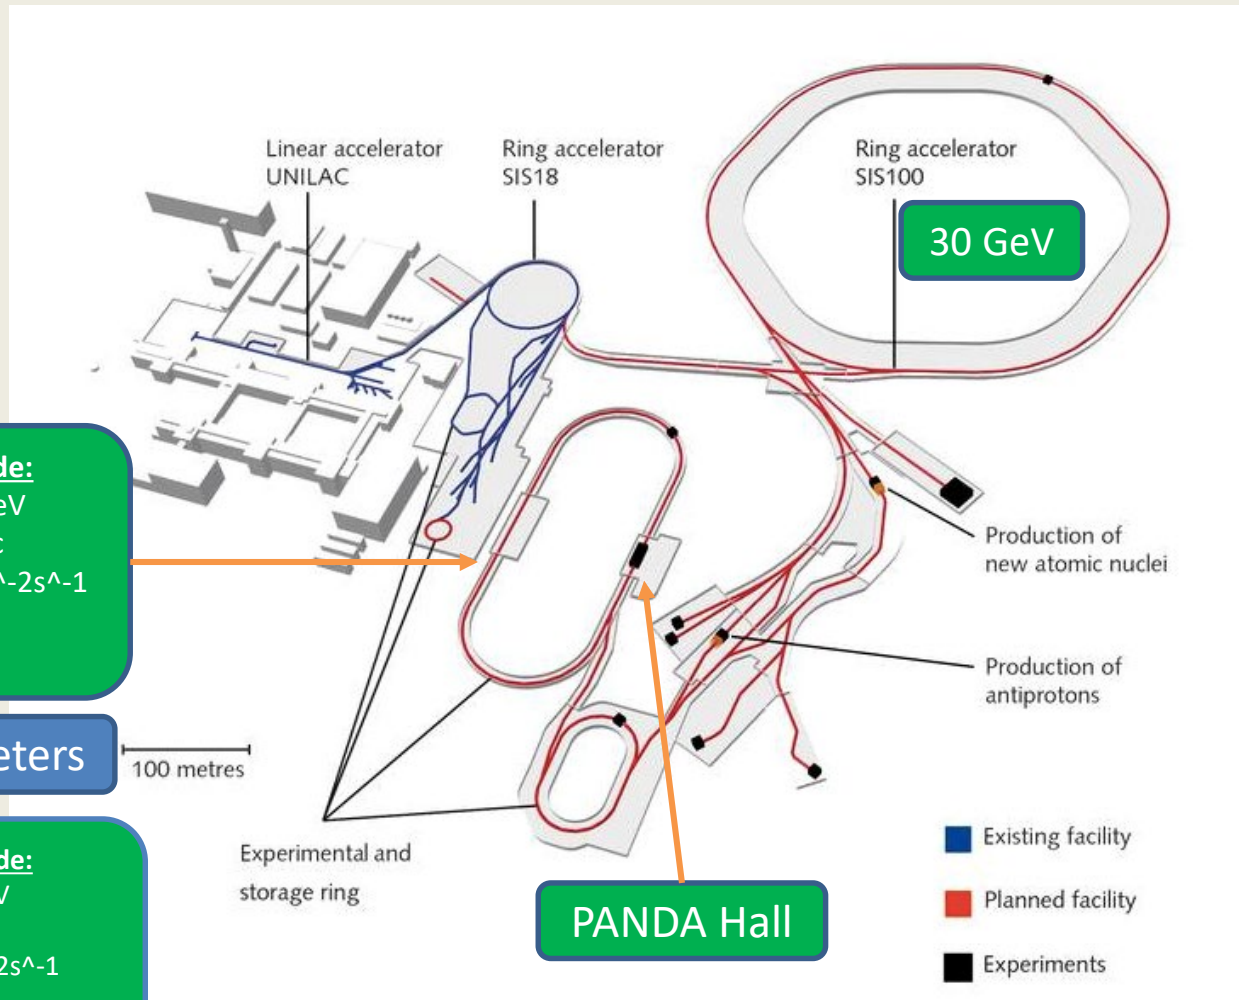 Linear accelerator
UNILAC
Ring accelerator
SIS18
Ring accelerator
SIS100
30 GeV
de:
eV
c
^-2s^-1
Production of
new atomic nuclei
Production of
antiprotons
eters
100 metres
de:
V
2s^-1
Experimental and
storage ring
PANDA Hall
Existing facility
Planned facility
Experiments